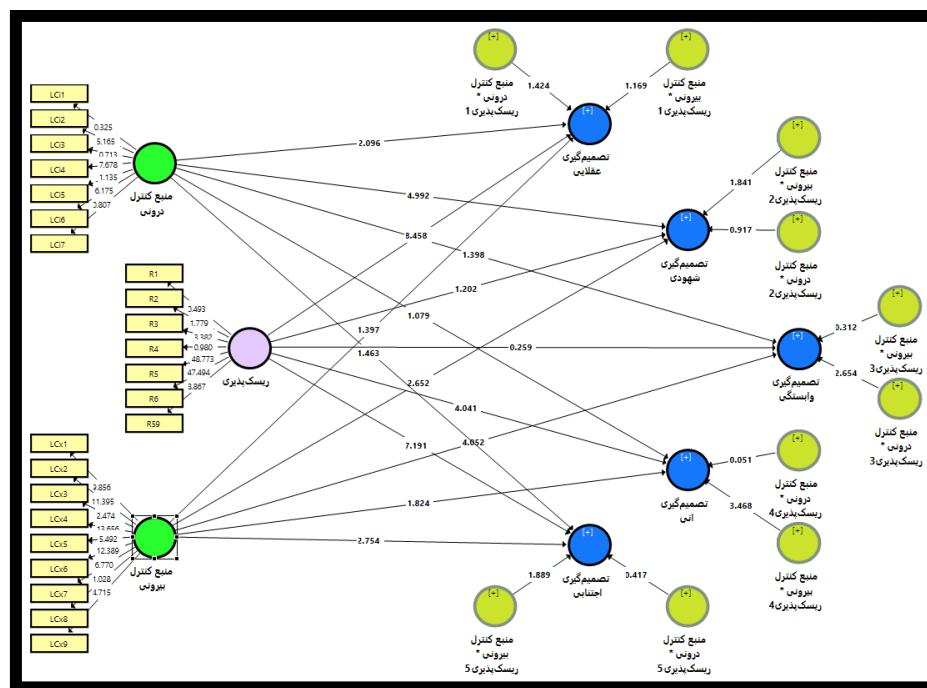 [+]
منبع کنترل
درونی *
ریسک‌پذیری 1
[+]
منبع کنترل
بیرونی *
ریسک‌پذیری 1
1.424
1.169
[+]
تصمیم‌گیری
عقلایی
LCi1
LCi2
LCi3
LCi4
LCi5
LCi6
LCi7
0.325
5.165
0.713
7.678
1.135
6.175
0.807
منبع کنترل
درونی
2.096
4.992
1.398
1.079
1.463
[+]
منبع کنترل
بیرونی *
ریسک‌پذیری 2
1.841
[+]
تصمیم‌گیری
شهودی
0.917
[+]
منبع کنترل
درونی *
ریسک‌پذیری 2
R1
R2
R3
R4
R5
R6
R59
0.493
1.779
3.382
0.980
48.773
47.494
3.867
ریسک‌پذیری
8.458
1.202
0.259
4.041
7.191
[+]
منبع کنترل
بیرونی *
ریسک‌پذیری 3
0.312
[+]
تصمیم‌گیری
وابستگی
2.654
[+]
منبع کنترل
درونی *
ریسک‌پذیری 3
LCx1
LCx2
LCx3
LCx4
LCx5
LCx6
LCx7
LCx8
LCx9
11.395
2.474
13.656
5.492
12.389
6.770
1.028
4.715
منبع کنترل
بیرونی
1.397
2.652
4.052
1.824
2.754
[+]
تصمیم‌گیری
آنی
0.051
[+]
منبع کنترل
درونی *
ریسک‌پذیری 4
3.468
[+]
منبع کنترل
بیرونی *
ریسک‌پذیری 4
[+]
تصمیم‌گیری
اجتنابی
1.889
0.417
[+]
منبع کنترل
بیرونی *
ریسک‌پذیری 5
[+]
منبع کنترل
درونی *
ریسک‌پذیری 5